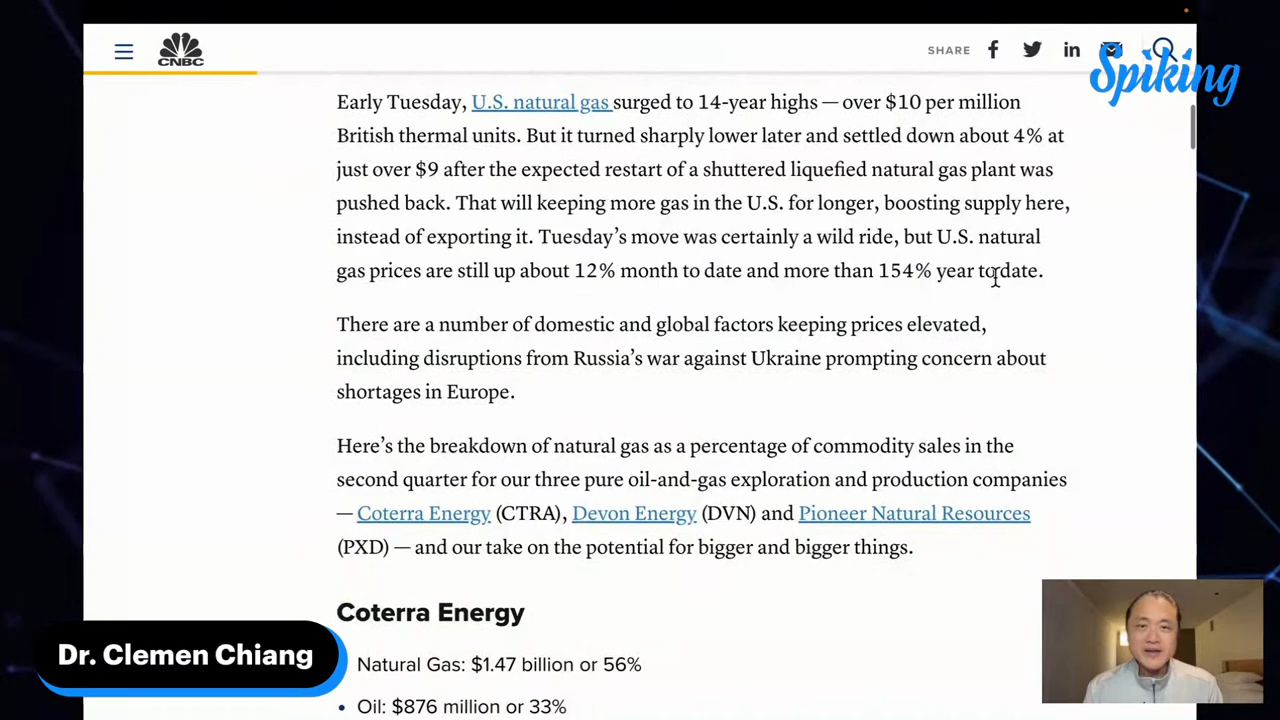 CNBC
SHARE
Spiking
Early Tuesday, U.S. natural gas surged to 14-year highs — over $10 per million
British thermal units. But it turned sharply lower later and settled down about 4% at
just over $9 after the expected restart of a shuttered liquefied natural gas plant was
pushed back. That will keeping more gas in the U.S. for longer, boosting supply here,
instead of exporting it. Tuesday’s move was certainly a wild ride, but U.S. natural
gas prices are still up about 12% month to date and more than 154% year to date.
There are a number of domestic and global factors keeping prices elevated,
including disruptions from Russia’s war against Ukraine prompting concern about
shortages in Europe.
Here’s the breakdown of natural gas as a percentage of commodity sales in the
second quarter for our three pure oil-and-gas exploration and production companies
— Coterra Energy (CTRA), Devon Energy (DVN) and Pioneer Natural Resources
(PXD) — and our take on the potential for bigger and bigger things.
Coterra Energy
Dr. Clemen Chiang
Natural Gas: $1.47 billion or 56%
• Oil: $876 million or 33%